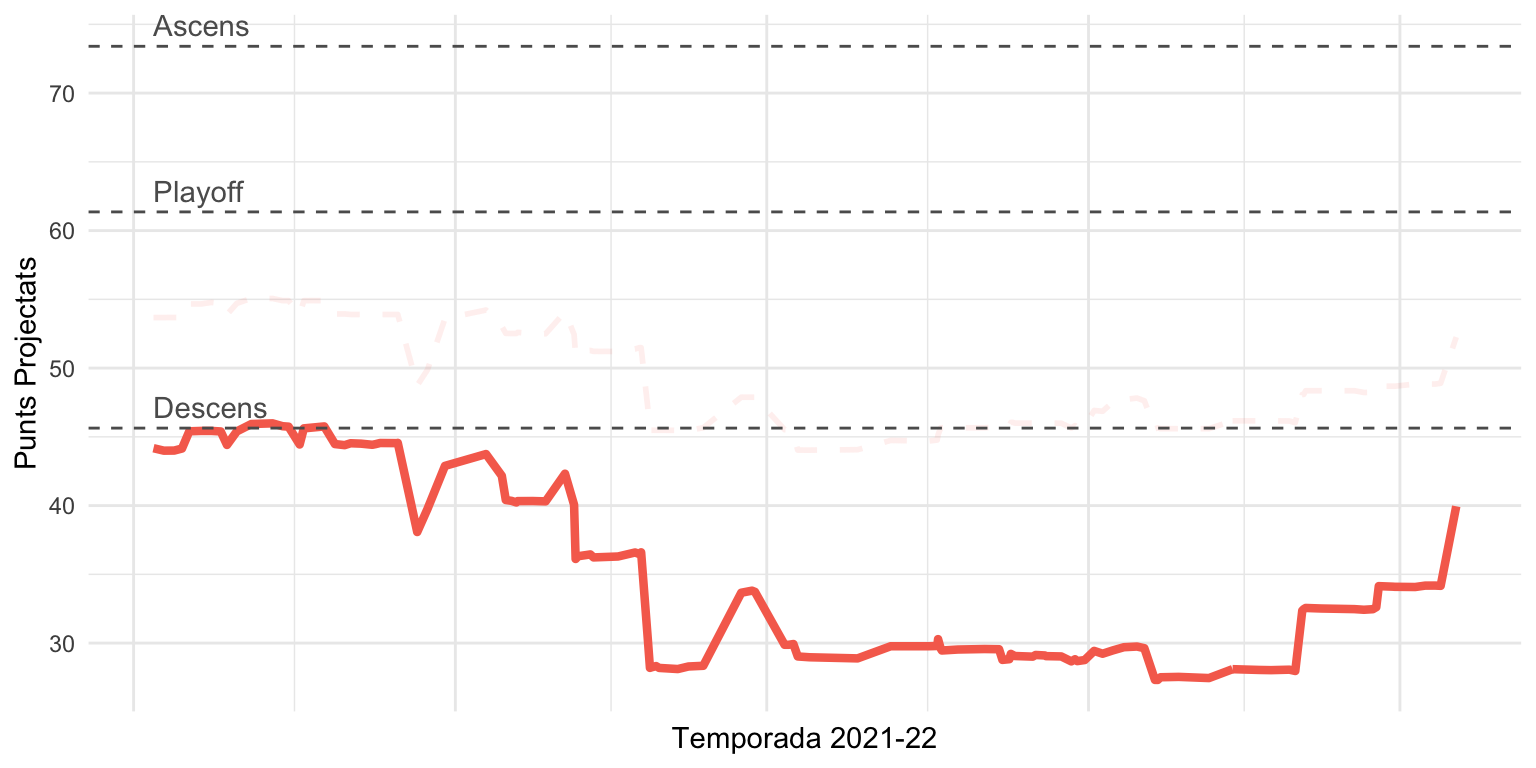 Ascens
70
Playoff
60
Punts Projectats
50
Descens
40
30
Temporada 2021-22